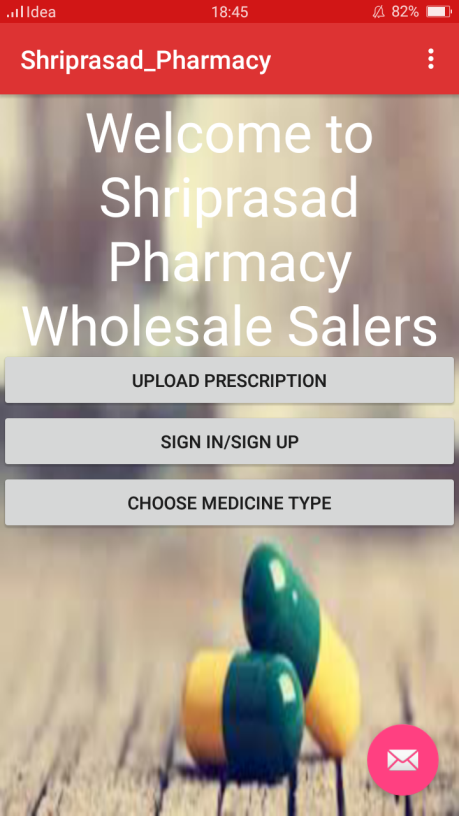 Idea 18:45 82%
Shriprasad_Pharmacy
Welcome to
Shriprasad
Pharmacy
Wholesale Salers
UPLOAD PRESCRIPTION
SIGN IN/SIGN UP
CHOOSE MEDICINE TYPE